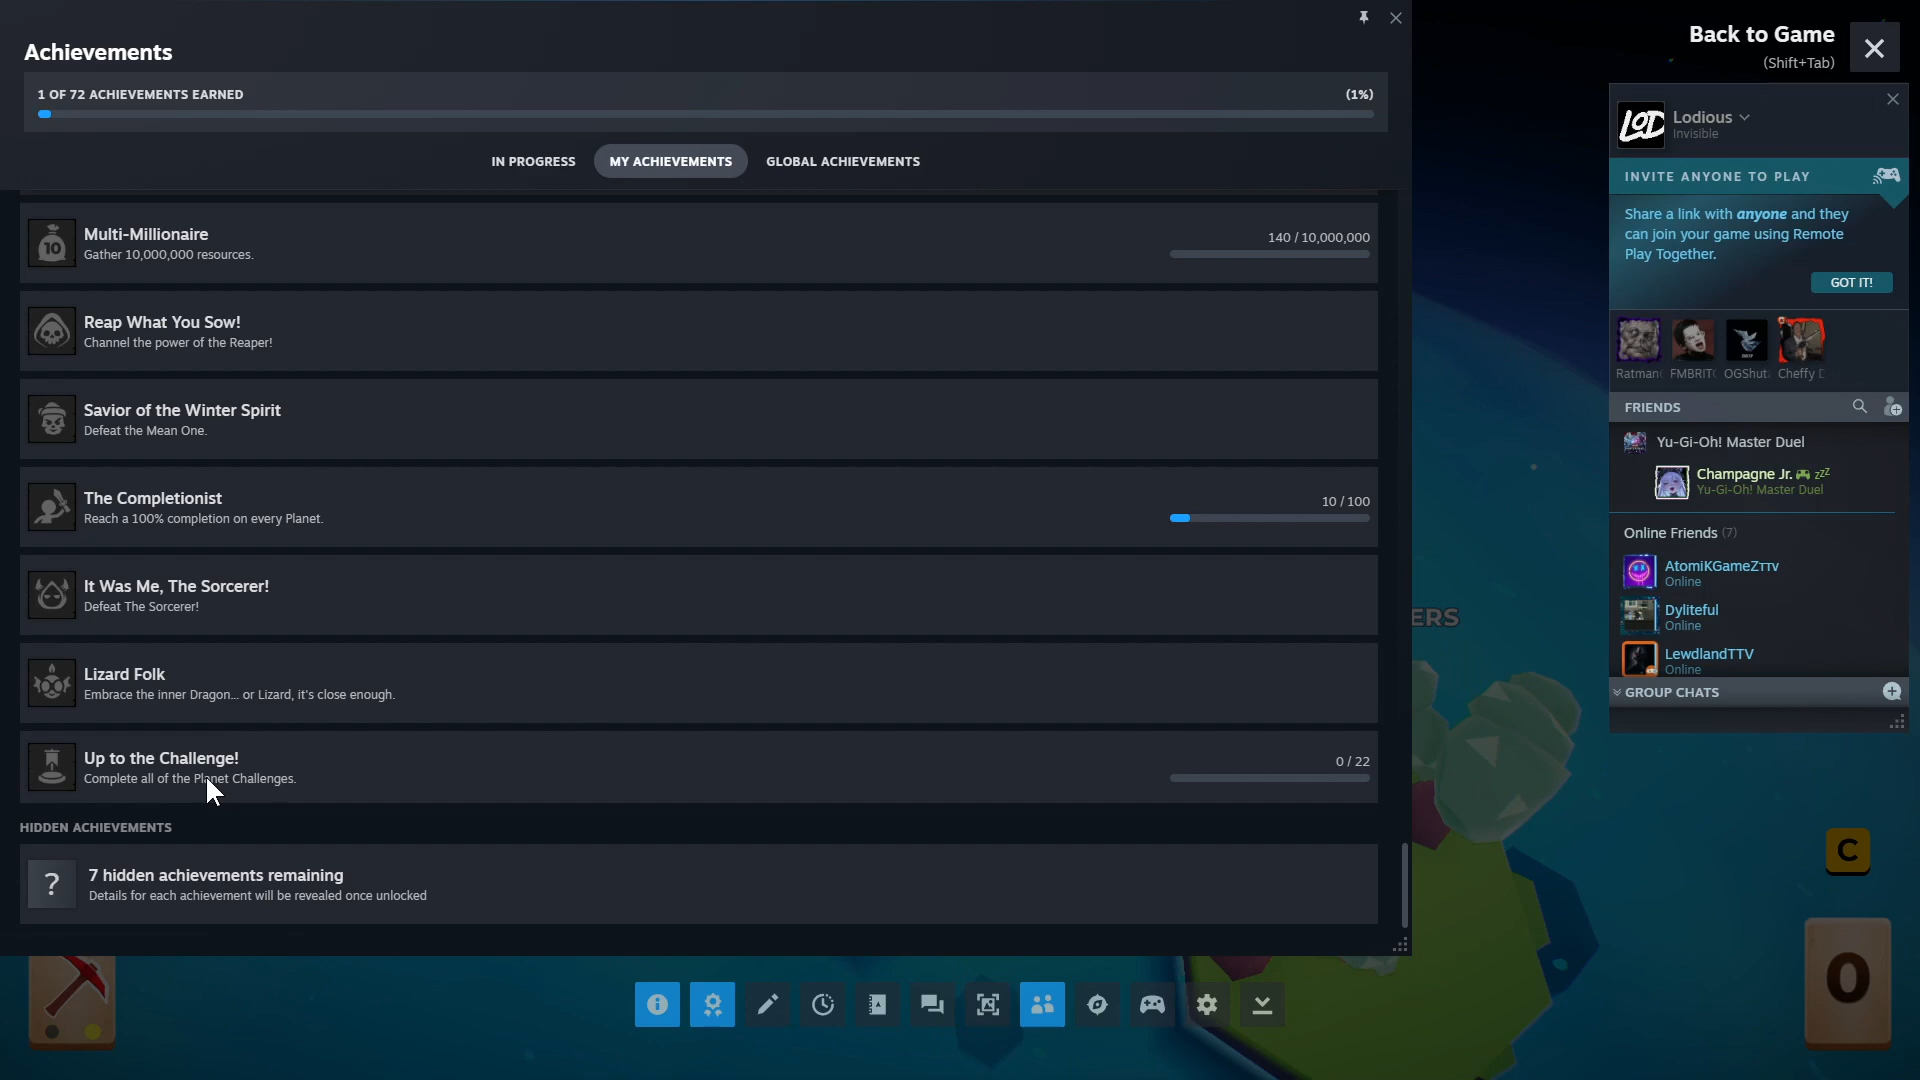 Achievements
1 OF 72 ACHIEVEMENTS EARNED (1%)
IN PROGRESS MY ACHIEVEMENTS GLOBAL ACHIEVEMENTS
10
Multi-Millionaire
Gather 10,000,000 resources.
140 / 10,000,000
Reap What You Sow!
Channel the power of the Reaper!
Savior of the Winter Spirit
Defeat the Mean One.
The Completionist
Reach a 100% completion on every Planet.
10 / 100
It Was Me, The Sorcerer!
Defeat The Sorcerer!
Lizard Folk
Embrace the inner Dragon... or Lizard, it's close enough.
Up to the Challenge!
Complete all of the Planet Challenges.
0 / 22
HIDDEN ACHIEVEMENTS
?
7 hidden achievements remaining
Details for each achievement will be revealed once unlocked
Back to Game
(Shift+Tab)
LOD
Lodious
Invisible
INVITE ANYONE TO PLAY
Share a link with anyone and they
can join your game using Remote
Play Together.
GOT IT!
Ratman FMBRIT OGShut Cheffy D
FRIENDS
Yu-Gi-Oh! Master Duel
Champagne Jr. zzZ
Yu-Gi-Oh! Master Duel
Online Friends (7)
AtomiKGameZTTV
Online
Dyliteful
Online
LewdlandTTV
Online
GROUP CHATS
ERS
C
0